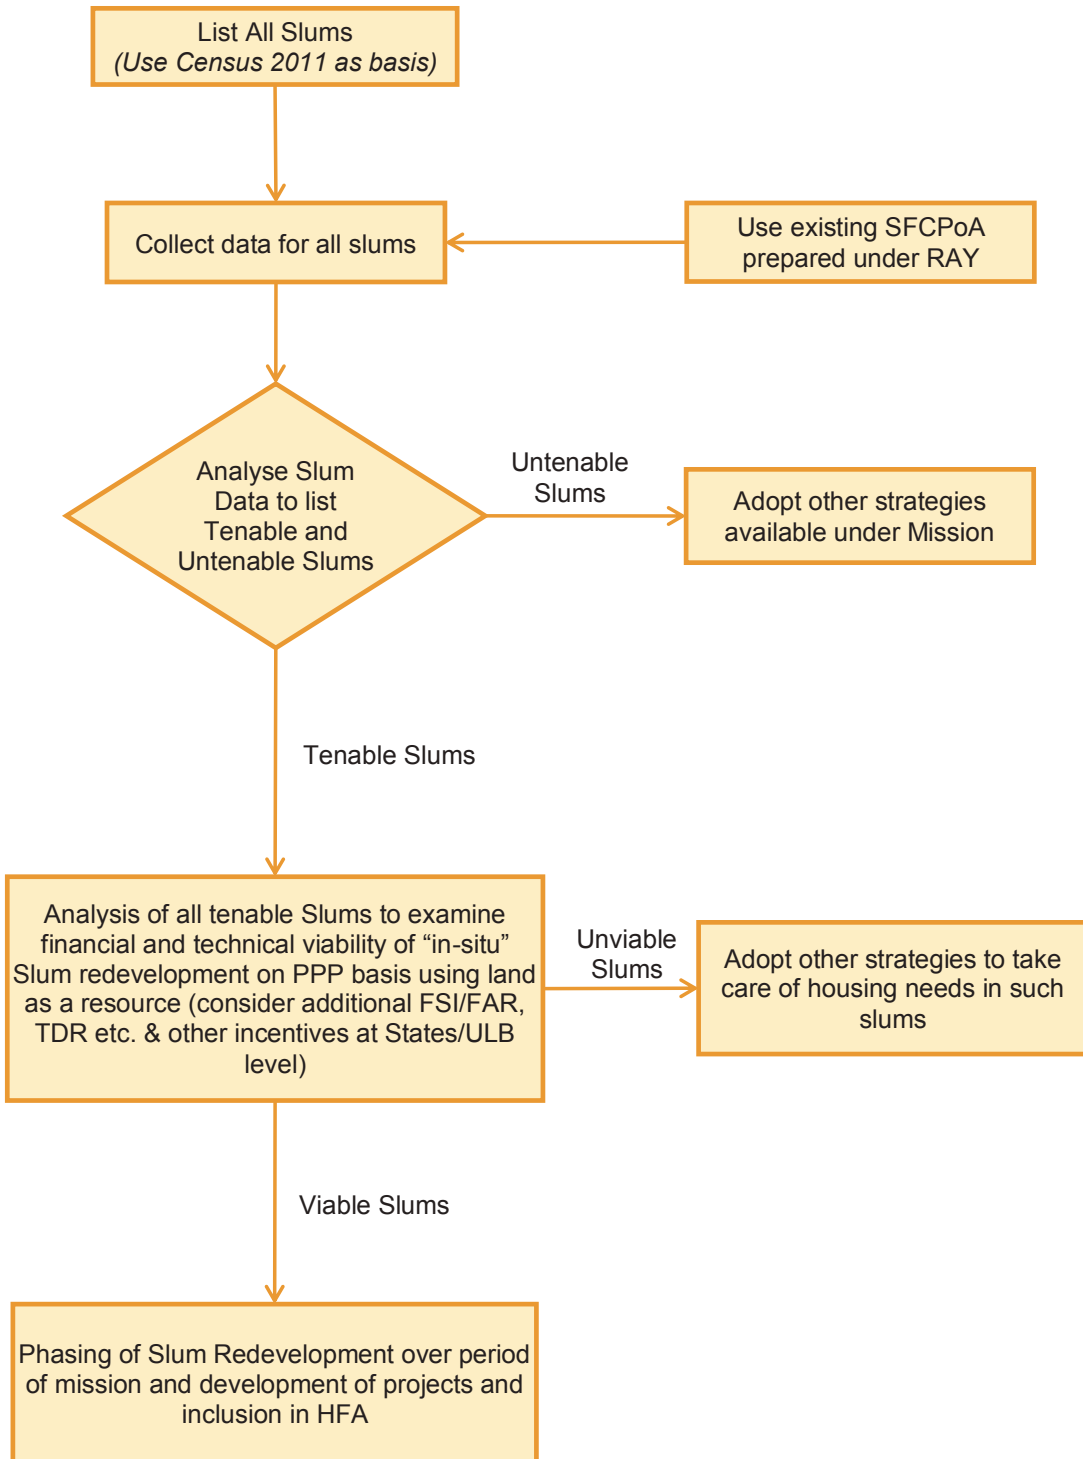 List All Slums
(Use Census 2011 as basis)
Collect data for all slums
Use existing SFCPoA
prepared under RAY
Analyse Slum
Data to list
Tenable and
Untenable Slums
Untenable
Slums
Adopt other strategies
available under Mission
Tenable Slums
Analysis of all tenable Slums to examine
financial and technical viability of “in-situ”
Slum redevelopment on PPP basis using land
as a resource (consider additional FSI/FAR,
TDR etc. & other incentives at States/ULB
level)
Unviable
Slums
Adopt other strategies to take
care of housing needs in such
slums
Viable Slums
Phasing of Slum Redevelopment over period
of mission and development of projects and
inclusion in HFA